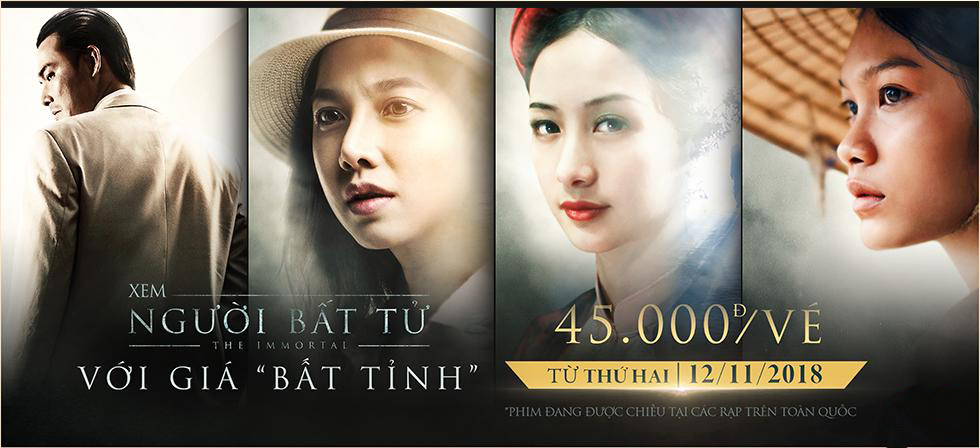 XEM
NGƯỜI BẤT TỬ
THE IMMORTAL
VỚI GIÁ “BẤT TỈNH”
45.000Đ/VÉ
TỪ THỨ HAI | 12/11/2018
*PHIM ĐANG ĐƯỢC CHIẾU TẠI CÁC RẠP TRÊN TOÀN QUỐC